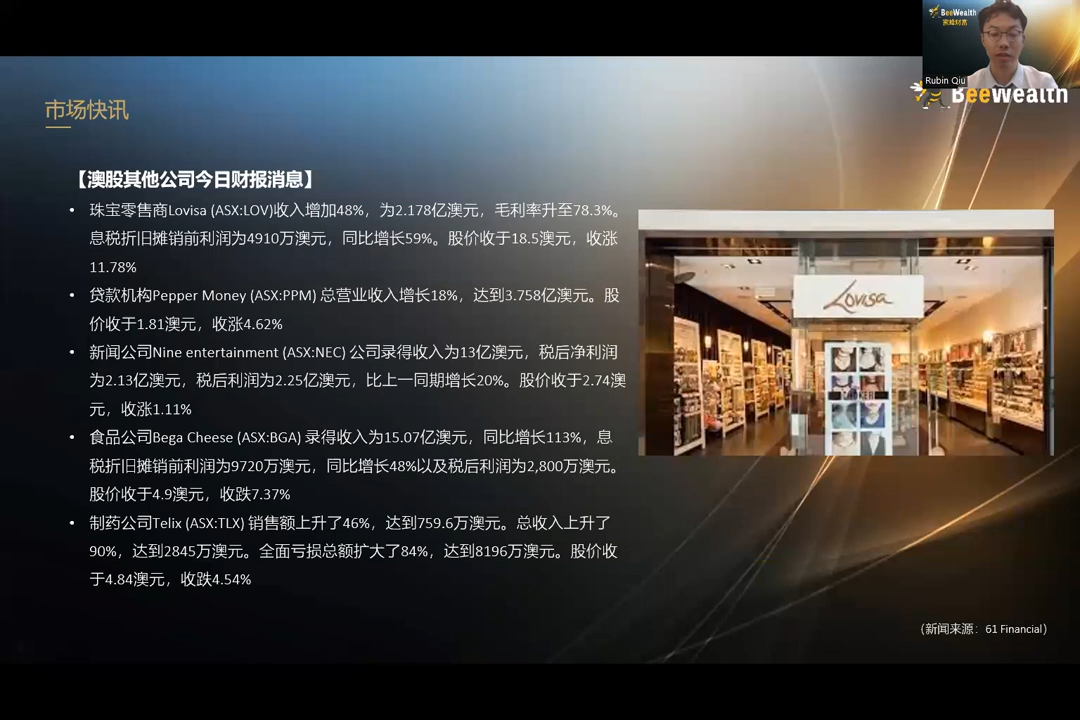 BeeWealth
蜜蜂财富
Rubin Qiu
BeeWealth
市场快讯
【澳股其他公司今日财报消息】
• 珠宝零售商Lovisa (ASX:LOV)收入增加48%，为2.178亿澳元，毛利率升至78.3%。
息税折旧摊销前利润为4910万澳元，同比增长59%。股价收于18.5澳元，收涨
11.78%
• 贷款机构Pepper Money (ASX:PPM) 总营业收入增长18%，达到3.758亿澳元。股
价收于1.81澳元，收涨4.62%
• 新闻公司Nine entertainment (ASX:NEC) 公司录得收入为13亿澳元，税后净利润
为2.13亿澳元，税后利润为2.25亿澳元，比上一同期增长20%。股价收于2.74澳
元，收涨1.11%
• 食品公司Bega Cheese (ASX:BGA) 录得收入为15.07亿澳元，同比增长113%，息
税折旧摊销前利润为9720万澳元，同比增长48%以及税后利润为2,800万澳元。
股价收于4.9澳元，收跌7.37%
• 制药公司Telix (ASX:TLX) 销售额上升了46%，达到759.6万澳元。总收入上升了
90%，达到2845万澳元。全面亏损总额扩大了84%，达到8196万澳元。股价收
于4.84澳元，收跌4.54%
Lovisa
（新闻来源：61 Financial）